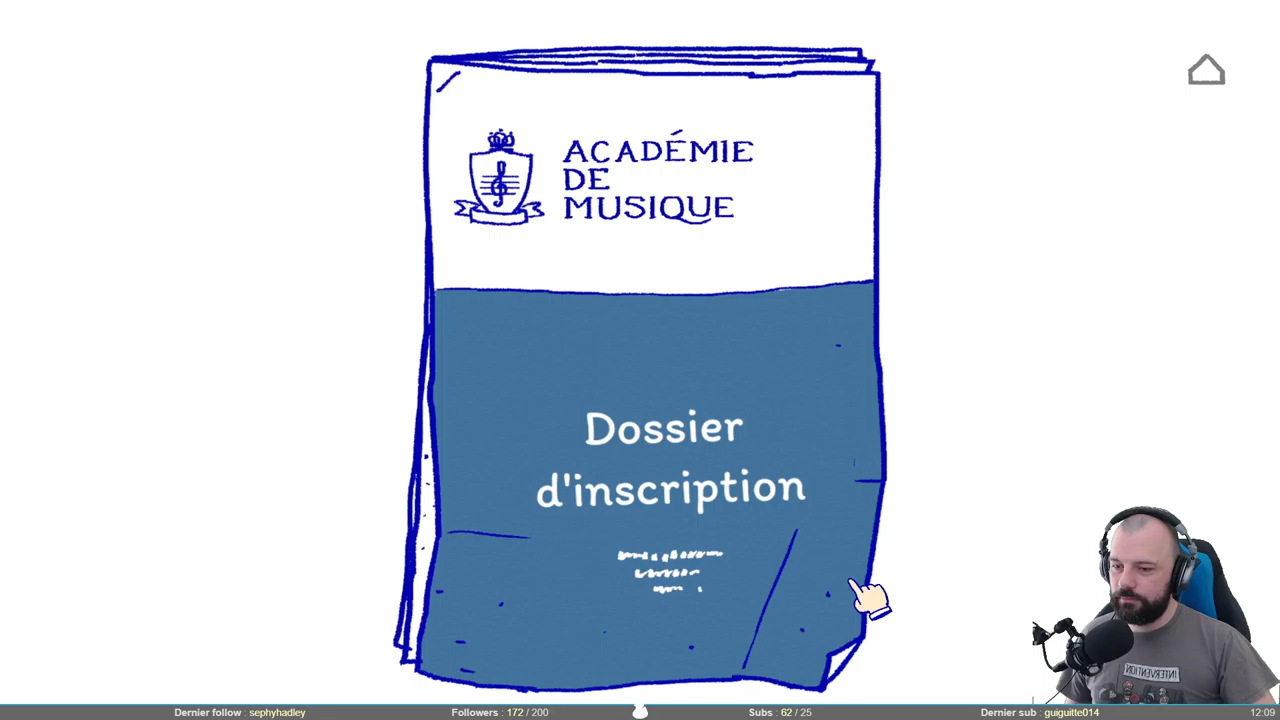 ACADÉMIE
DE
MUSIQUE
Dossier
d'inscription
INTERVENTION
Dernier follow : sephyhadley Followers : 172 / 200 Subs : 62 / 25 Dernier sub : guiguitte014 12:09